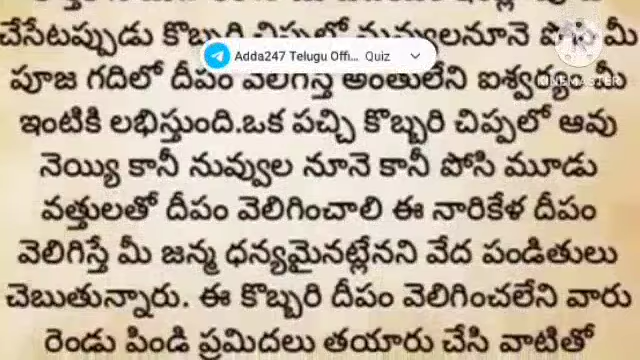 చేసేటప్పుడు కొబ్బరి చిప్పలో నువ్వులనూనె పోసి మీ
Adda247 Telugu Offi... Quiz
KINEMASTER
పూజ గదిలో దీపం వెలిగిస్తే అంతులేని ఐశ్వర్యం మీ
ఇంటికి లభిస్తుంది.ఒక పచ్చి కొబ్బరి చిప్పలో ఆవు
నెయ్యి కానీ నువ్వుల నూనె కానీ పోసి మూడు
వత్తులతో దీపం వెలిగించాలి ఈ నారికేళ దీపం
వెలిగిస్తే మీ జన్మ ధన్యమైనట్లేనని వేద పండితులు
చెబుతున్నారు. ఈ కొబ్బరి దీపం వెలిగించలేని వారు
రెండు పిండి ప్రమిదలు తయారు చేసి వాటితో